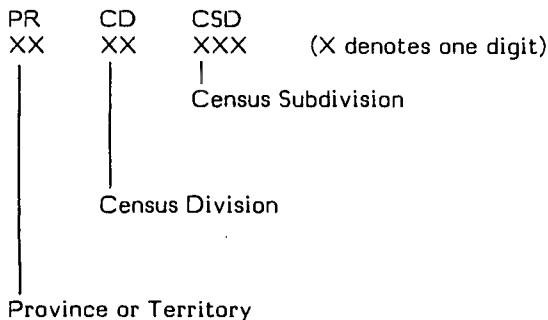 PR CD CSD
XX XX XXX (X denotes one digit)
Census Subdivision
Census Division
Province or Territory